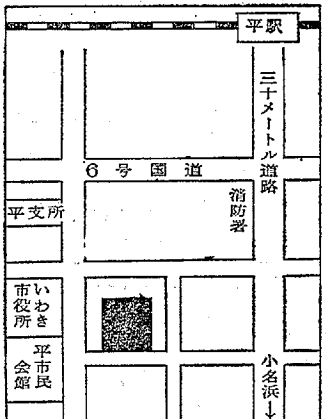 平駅
三十メートル道路
6号国道
消防署
平支所
いわき
市役所
平市民
会館
小名浜→